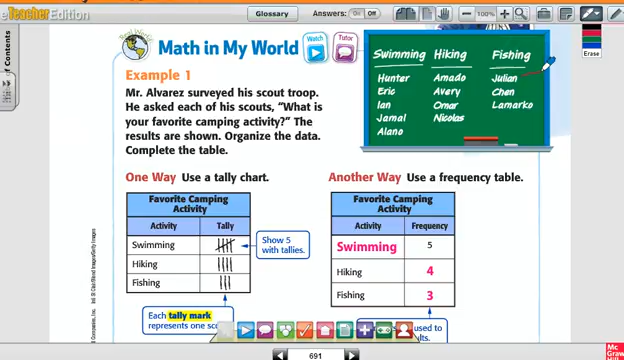 eTeacherEdition
Glossary
Answers: On Off
100%
Erase
Contents
Real World
Math in My World
Watch
Tutor
Example 1
Mr. Alvarez surveyed his scout troop.
He asked each of his scouts, “What is
your favorite camping activity?” The
results are shown. Organize the data.
Complete the table.
Swimming Hiking Fishing
Hunter Amado Julian
Eric Avery Chen
Ian Omar Lamarko
Jamal Nicolas
Alano
One Way Use a tally chart.
Favorite Camping
Activity
Activity Tally
Swimming
Hiking
Fishing
Show 5
with tallies.
Each tally mark
represents one
Another Way Use a frequency table.
Favorite Camping
Activity
Activity Frequency
Swimming 5
Hiking 4
Fishing 3
used to
691
Mc
Graw